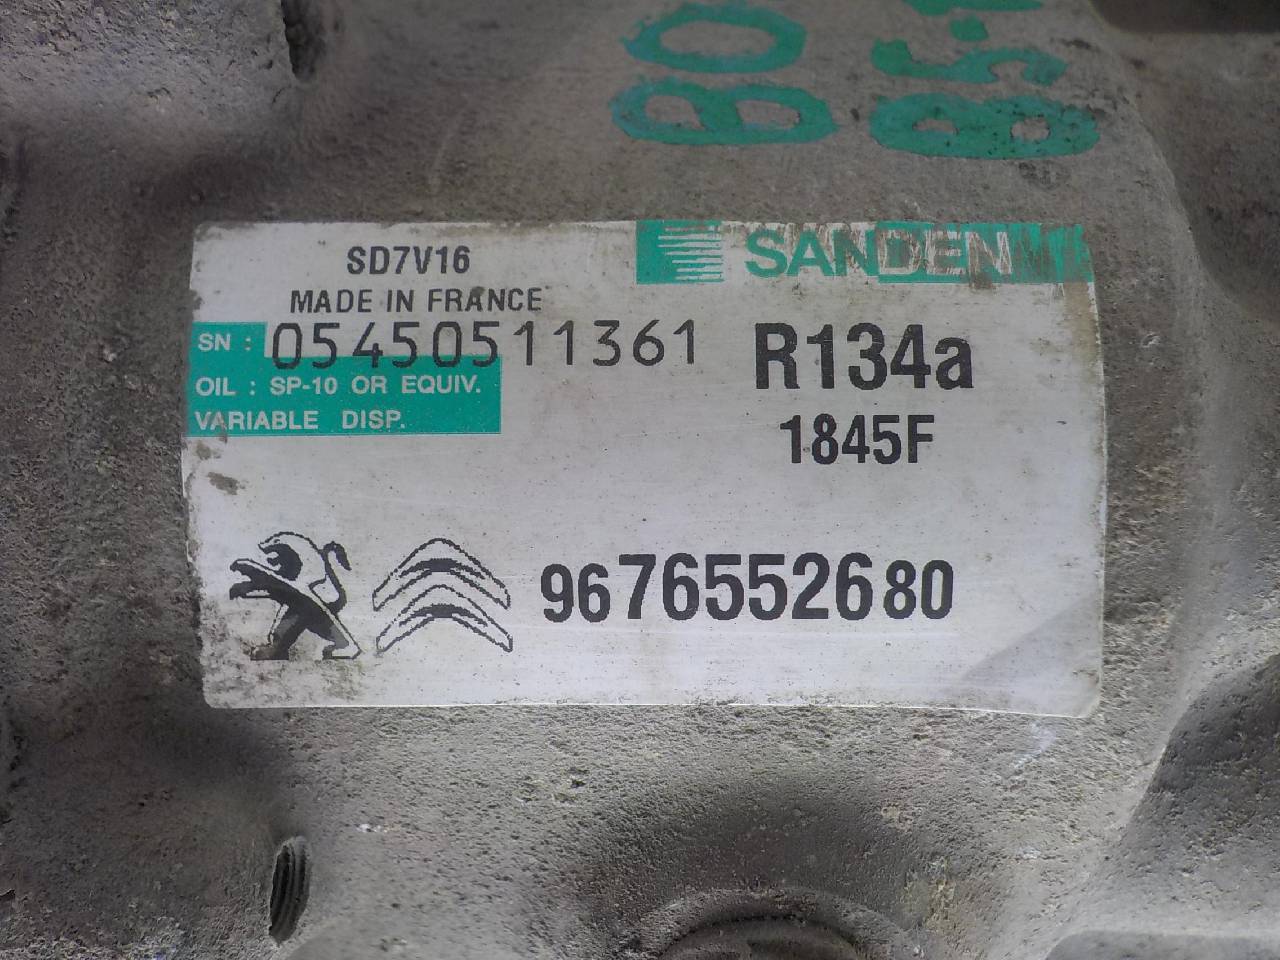 SD7V16
SANDEN
MADE IN FRANCE
SN : 05450511361
R134a
OIL : SP-10 OR EQUIV.
VARIABLE DISP.
1845F
9676552680